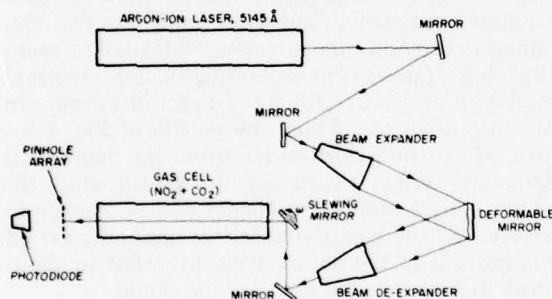 ARGON-ION LASER, 5145 Å
MIRROR
MIRROR
BEAM EXPANDER
PINHOLE
ARRAY
GAS CELL
(NO₂ + CO₂)
ω
SLEWING
MIRROR
DEFORMABLE
MIRROR
PHOTODIODE
MIRROR
BEAM DE-EXPANDER